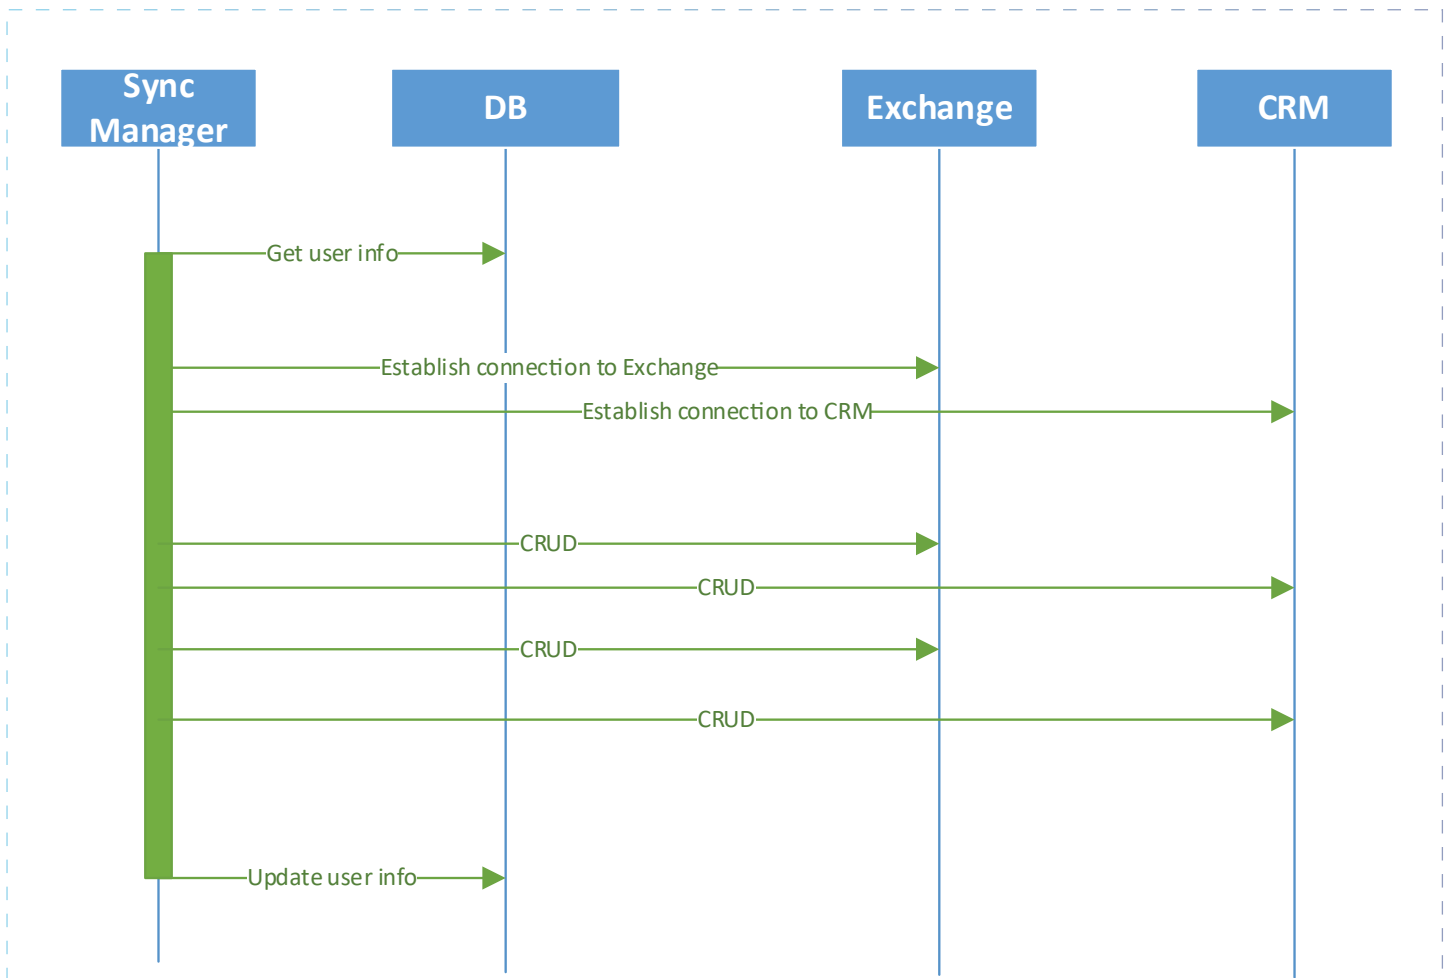 Sync
Manager
DB
Exchange
CRM
Get user info
Establish connection to Exchange
Establish connection to CRM
CRUD
CRUD
CRUD
CRUD
Update user info